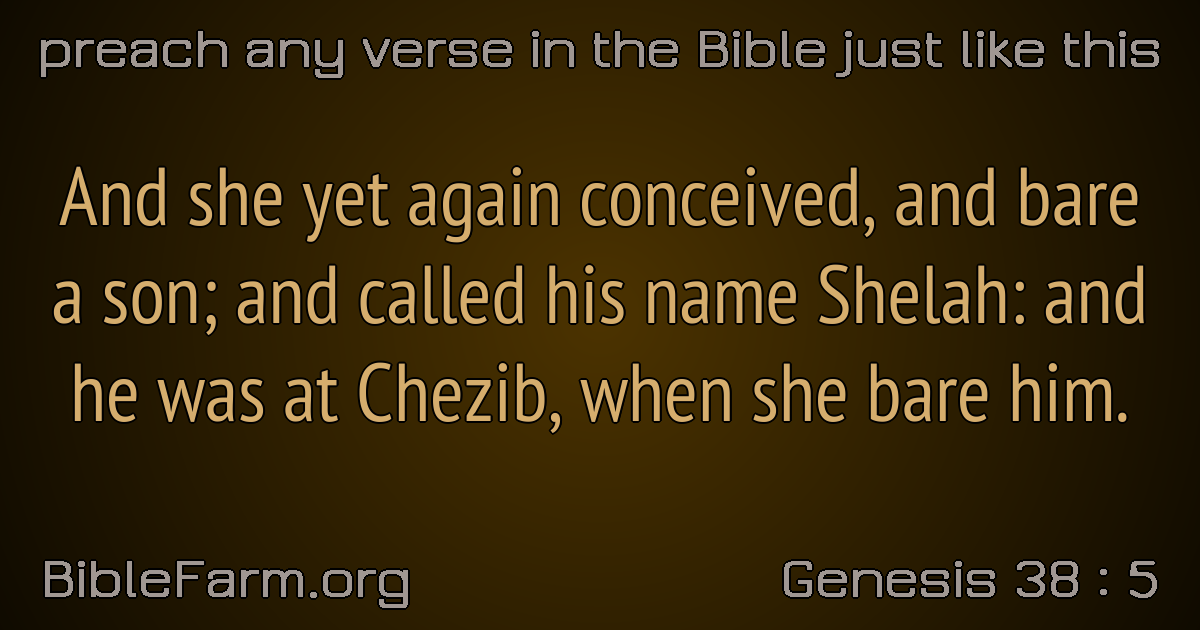 preach any verse in the Bible just like this
And she yet again conceived, and bare
a son; and called his name Shelah: and
he was at Chezib, when she bare him.
BibleFarm.org
Genesis 38 : 5